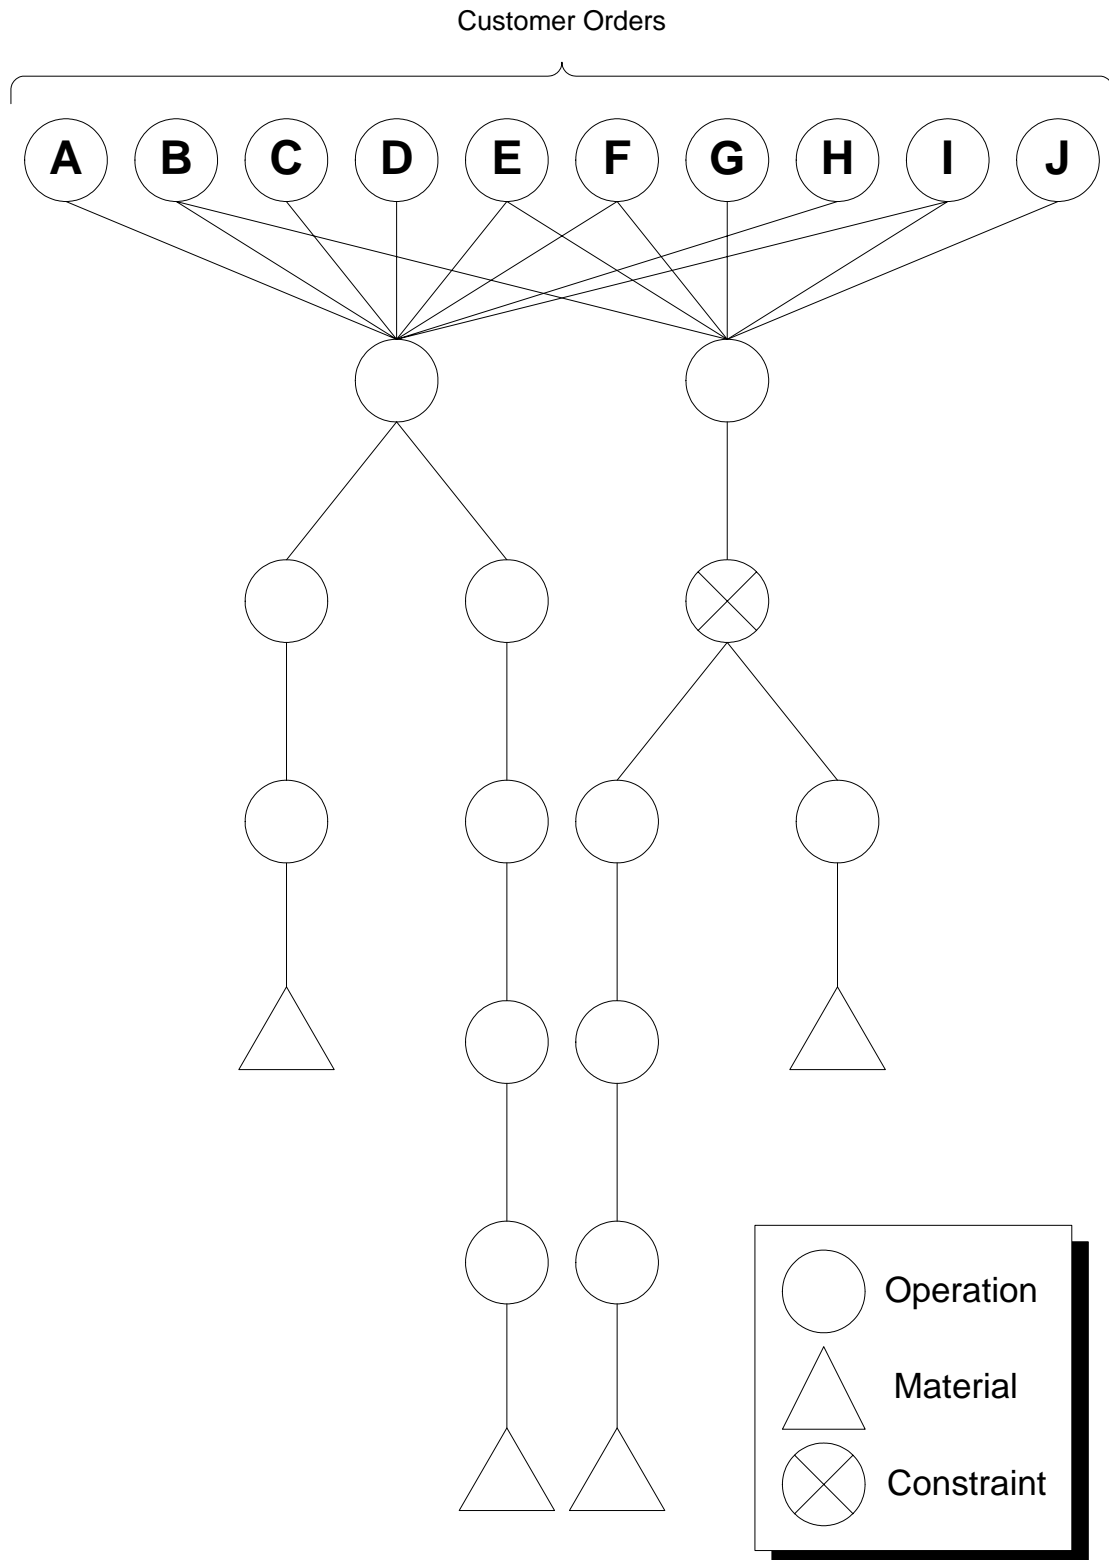 Customer Orders
A B C D E F G H I J
Operation
Material
Constraint